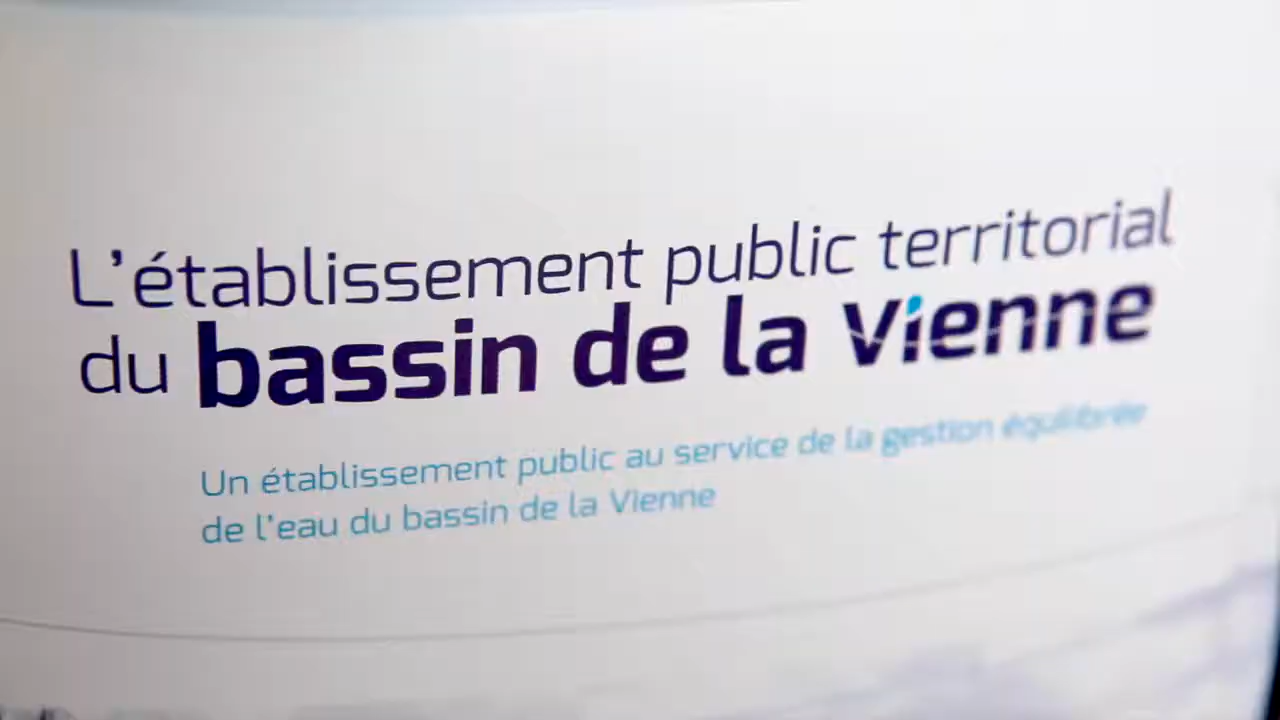 L'établissement public territorial
du bassin de la Vienne
Un établissement public au service de la gestion équilibrée
de l'eau du bassin de la Vienne